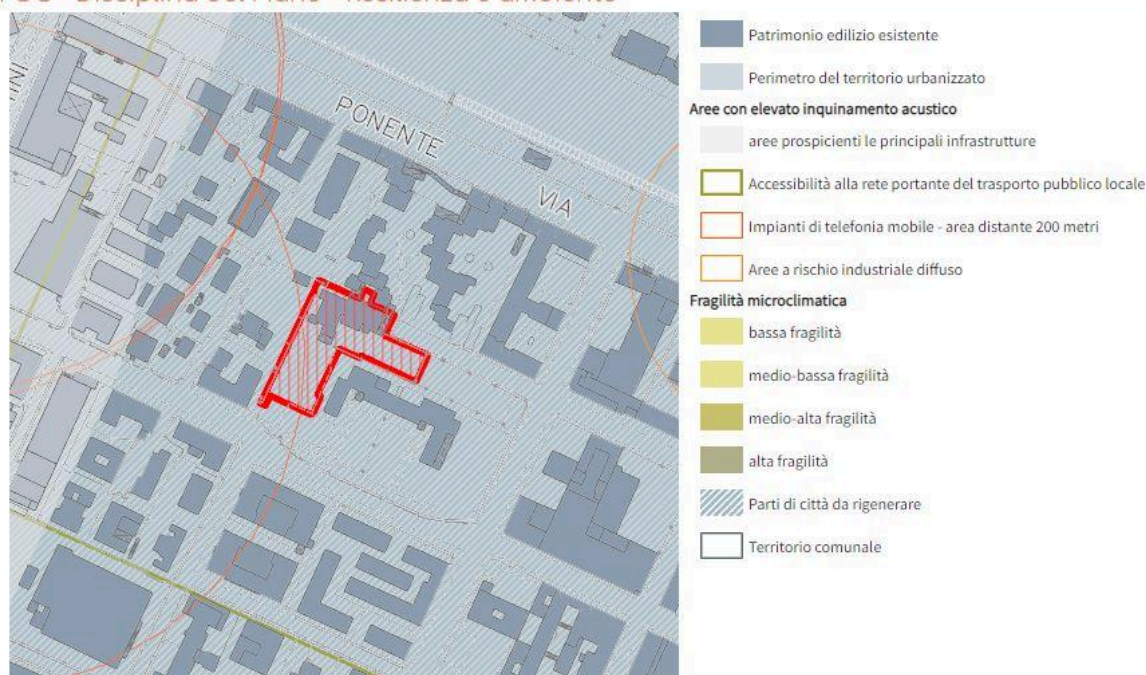 PUG - Disciplina del Piano - Resilienza e ambiente
PONENTE
VIA
Patrimonio edilizio esistente
Perimetro del territorio urbanizzato
Aree con elevato inquinamento acustico
aree prospicienti le principali infrastrutture
Accessibilità alla rete portante del trasporto pubblico locale
Impianti di telefonia mobile - area distante 200 metri
Aree a rischio industriale diffuso
Fragilità microclimatica
bassa fragilità
medio-bassa fragilità
medio-alta fragilità
alta fragilità
Parti di città da rigenerare
Territorio comunale